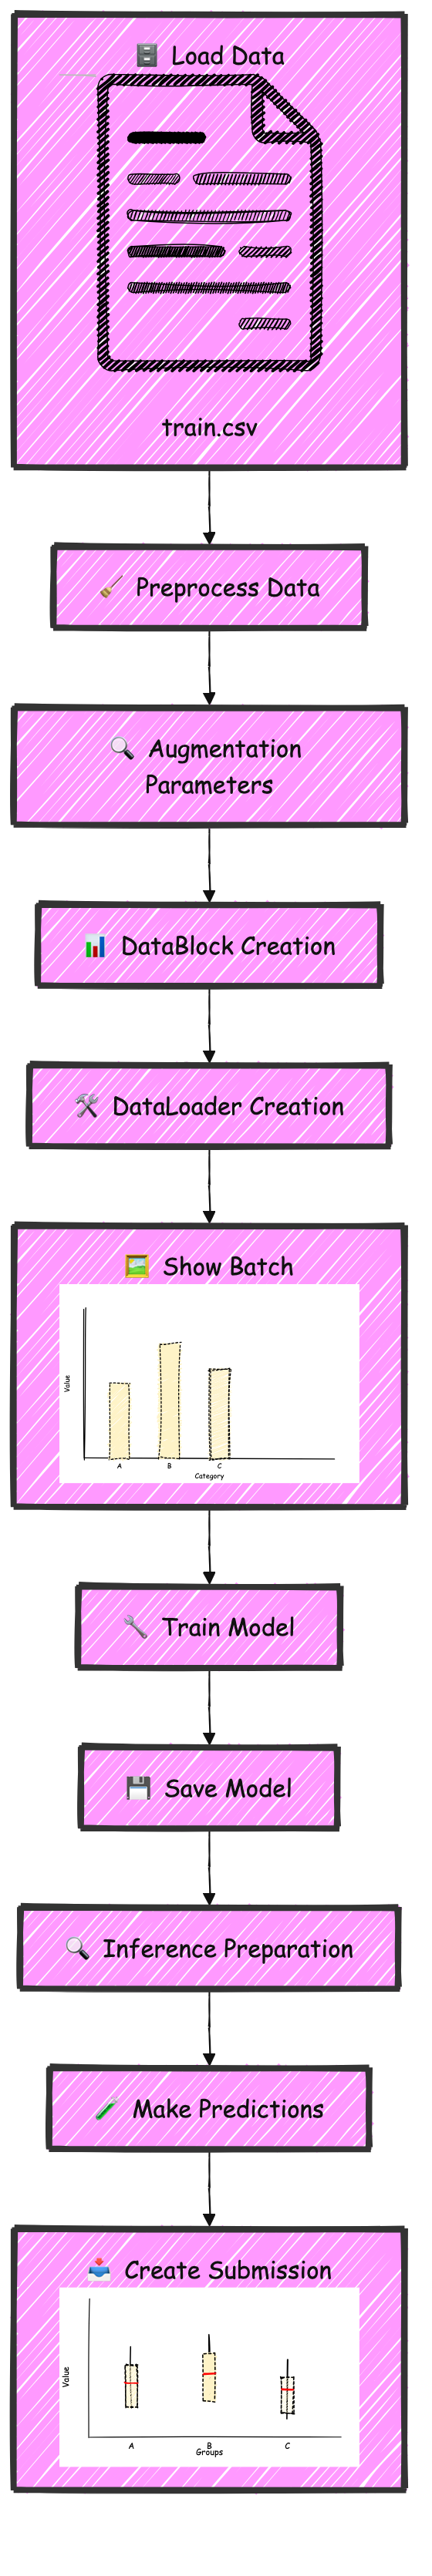 🗄️ Load Data
train.csv
🧹 Preprocess Data
🔍 Augmentation
Parameters
📊 DataBlock Creation
🛠️ DataLoader Creation
🖼️ Show Batch
Value
A B C
Category
🔧 Train Model
💾 Save Model
🔍 Inference Preparation
🧪 Make Predictions
📤 Create Submission
Value
A B C
Groups